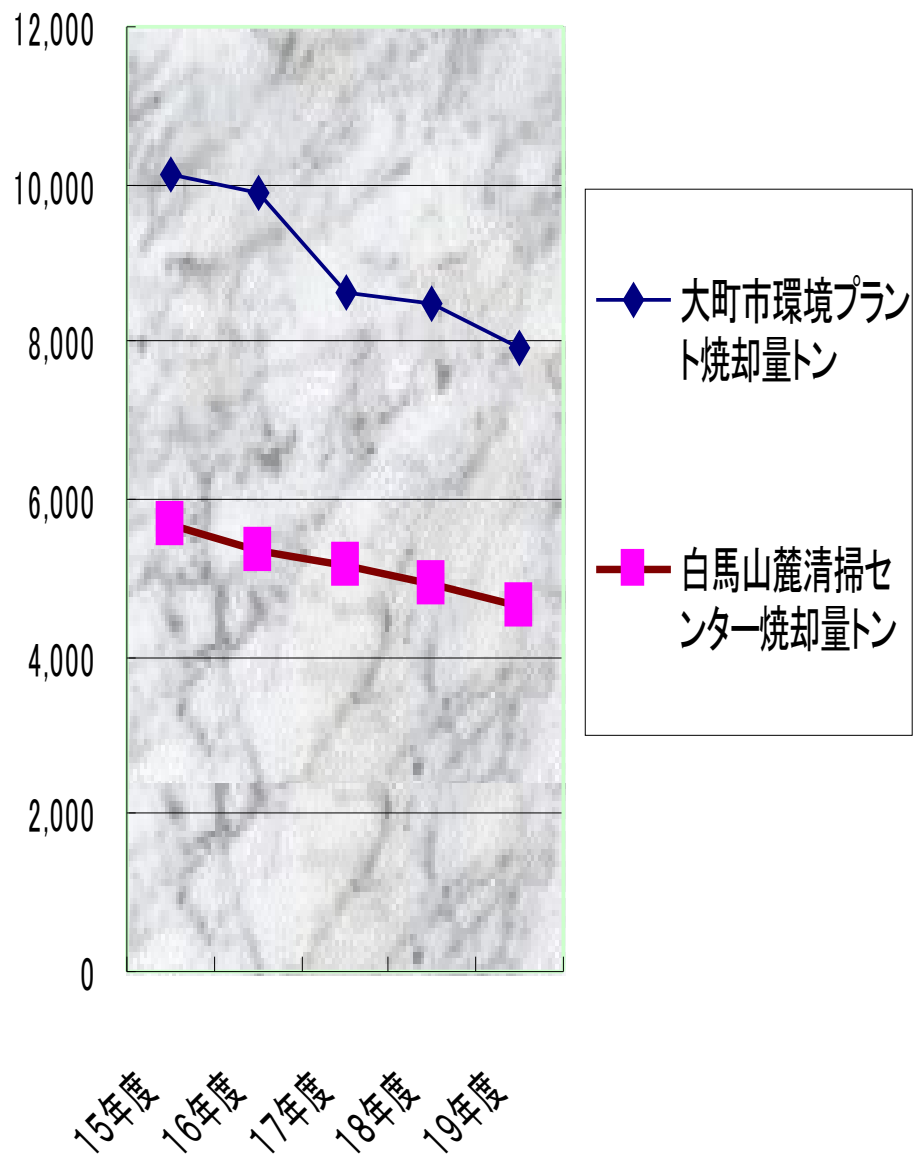 12,000
10,000
8,000
6,000
4,000
2,000
0
15年度
16年度
17年度
18年度
19年度
大町市環境プラン
ト焼却量トン
白馬山麓清掃セ
ンター焼却量トン